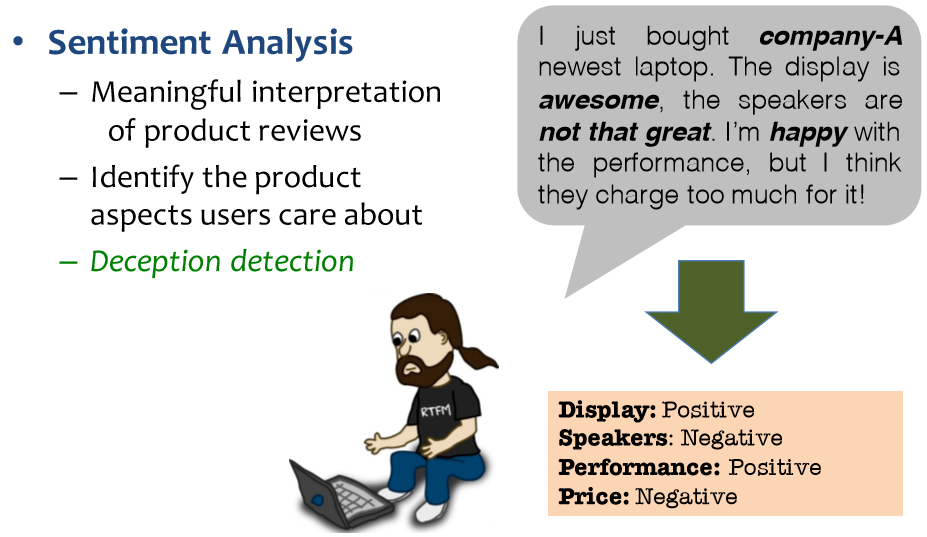 • Sentiment Analysis
– Meaningful interpretation
of product reviews
– Identify the product
aspects users care about
– Deception detection
I just bought company-A
newest laptop. The display is
awesome, the speakers are
not that great. I'm happy with
the performance, but I think
they charge too much for it!
RTFM
Display: Positive
Speakers: Negative
Performance: Positive
Price: Negative